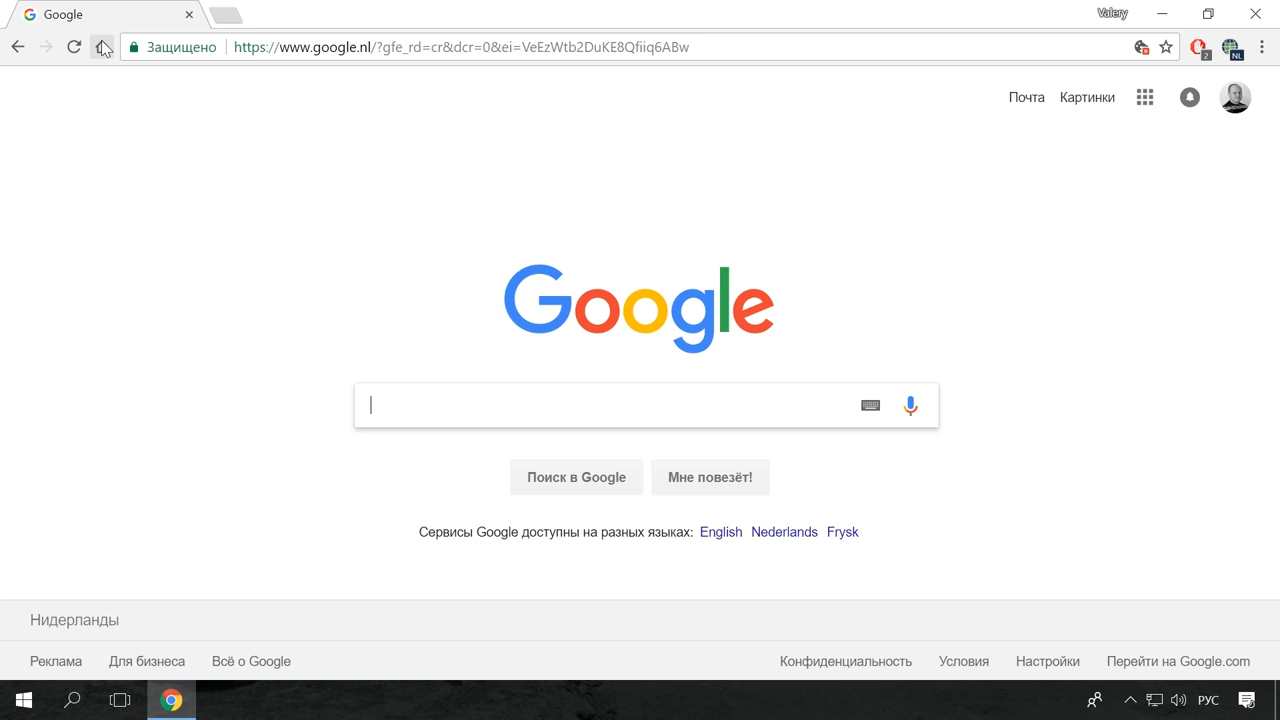 Google
Valery
Защищено
https://www.google.nl/?gfe_rd=cr&dcr=0&ei=VeEzWtb2DuKE8Qfiiq6ABw
2
NL
Почта Картинки
Google
Поиск в Google Мне повезёт!
Сервисы Google доступны на разных языках: English Nederlands Frysk
Нидерланды
Реклама Для бизнеса Всё о Google Конфиденциальность Условия Настройки Перейти на Google.com
РУС